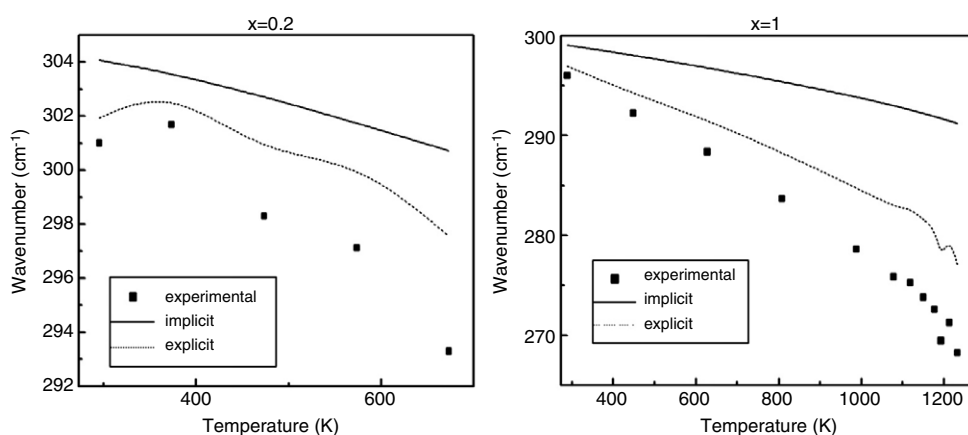 x=0.2
306
304
302
300
298
296
294
292
400
600
Wavenumber (cm-1)
Temperature (K)
experimental
implicit
explicit
x=1
300
290
280
270
400
600
800
1000
1200
Wavenumber (cm-1)
Temperature (K)
experimental
implicit
explicit